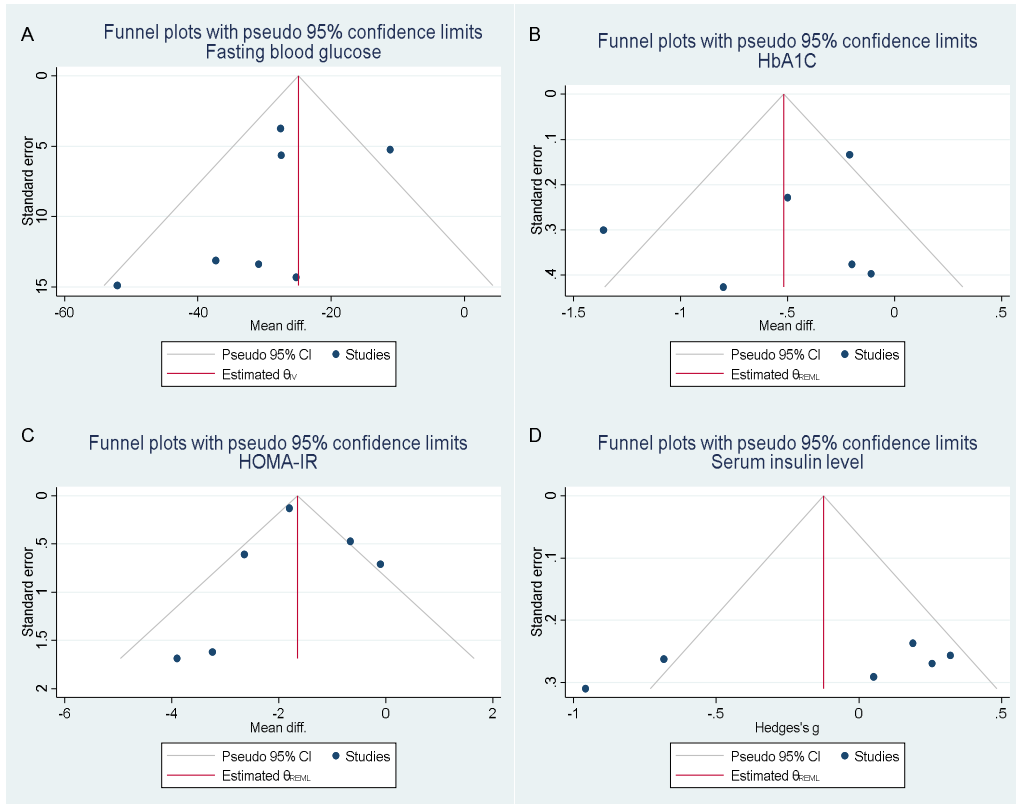 A
Funnel plots with pseudo 95% confidence limits
Fasting blood glucose
Standard error
0
5
10
15
-60
-40
-20
0
Mean diff.
Pseudo 95% CI
Studies
Estimated θIV
B
Funnel plots with pseudo 95% confidence limits
HbA1C
Standard error
0
.1
.2
.3
.4
-1.5
-1
-.5
0
.5
Mean diff.
Pseudo 95% CI
Studies
Estimated θREML
C
Funnel plots with pseudo 95% confidence limits
HOMA-IR
Standard error
0
.5
1
1.5
2
-6
-4
-2
0
2
Mean diff.
Pseudo 95% CI
Studies
Estimated θREML
D
Funnel plots with pseudo 95% confidence limits
Serum insulin level
Standard error
0
.1
.2
.3
-1
-.5
0
.5
Hedges's g
Pseudo 95% CI
Studies
Estimated θREML